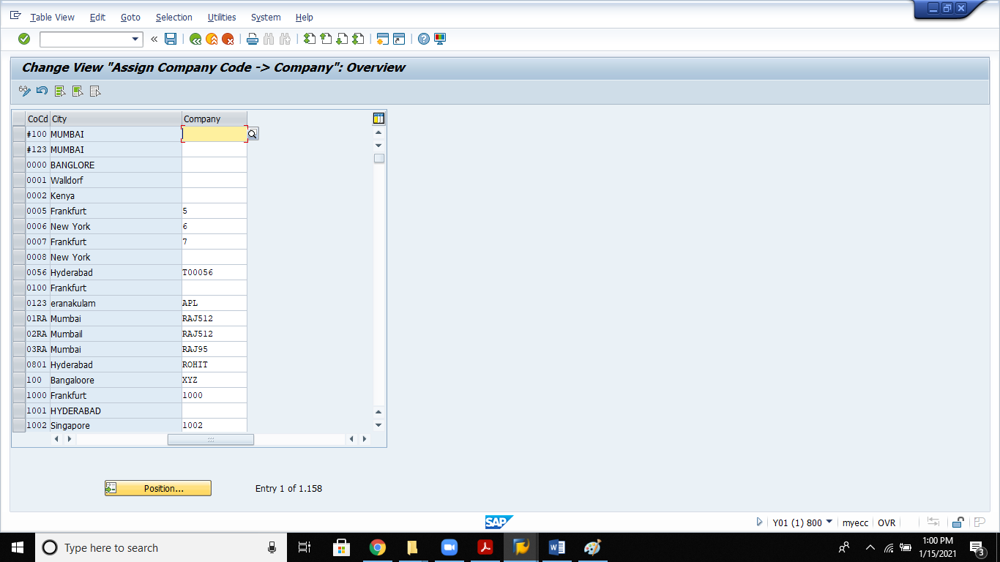 Table View Edit Goto Selection Utilities System Help
Change View "Assign Company Code -> Company": Overview
CoCd City Company
#100 MUMBAI
#123 MUMBAI
0000 BANGLORE
0001 Walldorf
0002 Kenya
0005 Frankfurt 5
0006 New York 6
0007 Frankfurt 7
0008 New York
0056 Hyderabad T00056
0100 Frankfurt
0123 eranakulam APL
01RA Mumbai RAJ512
02RA Mumbail RAJ512
03RA Mumbai RAJ95
0801 Hyderabad ROHIT
100 Bangaloore XYZ
1000 Frankfurt 1000
1001 HYDERABAD
1002 Singapore 1002
Position... Entry 1 of 1.158
SAP Y01 (1) 800 myecc OVR
Type here to search 1:00 PM
1/15/2021 3